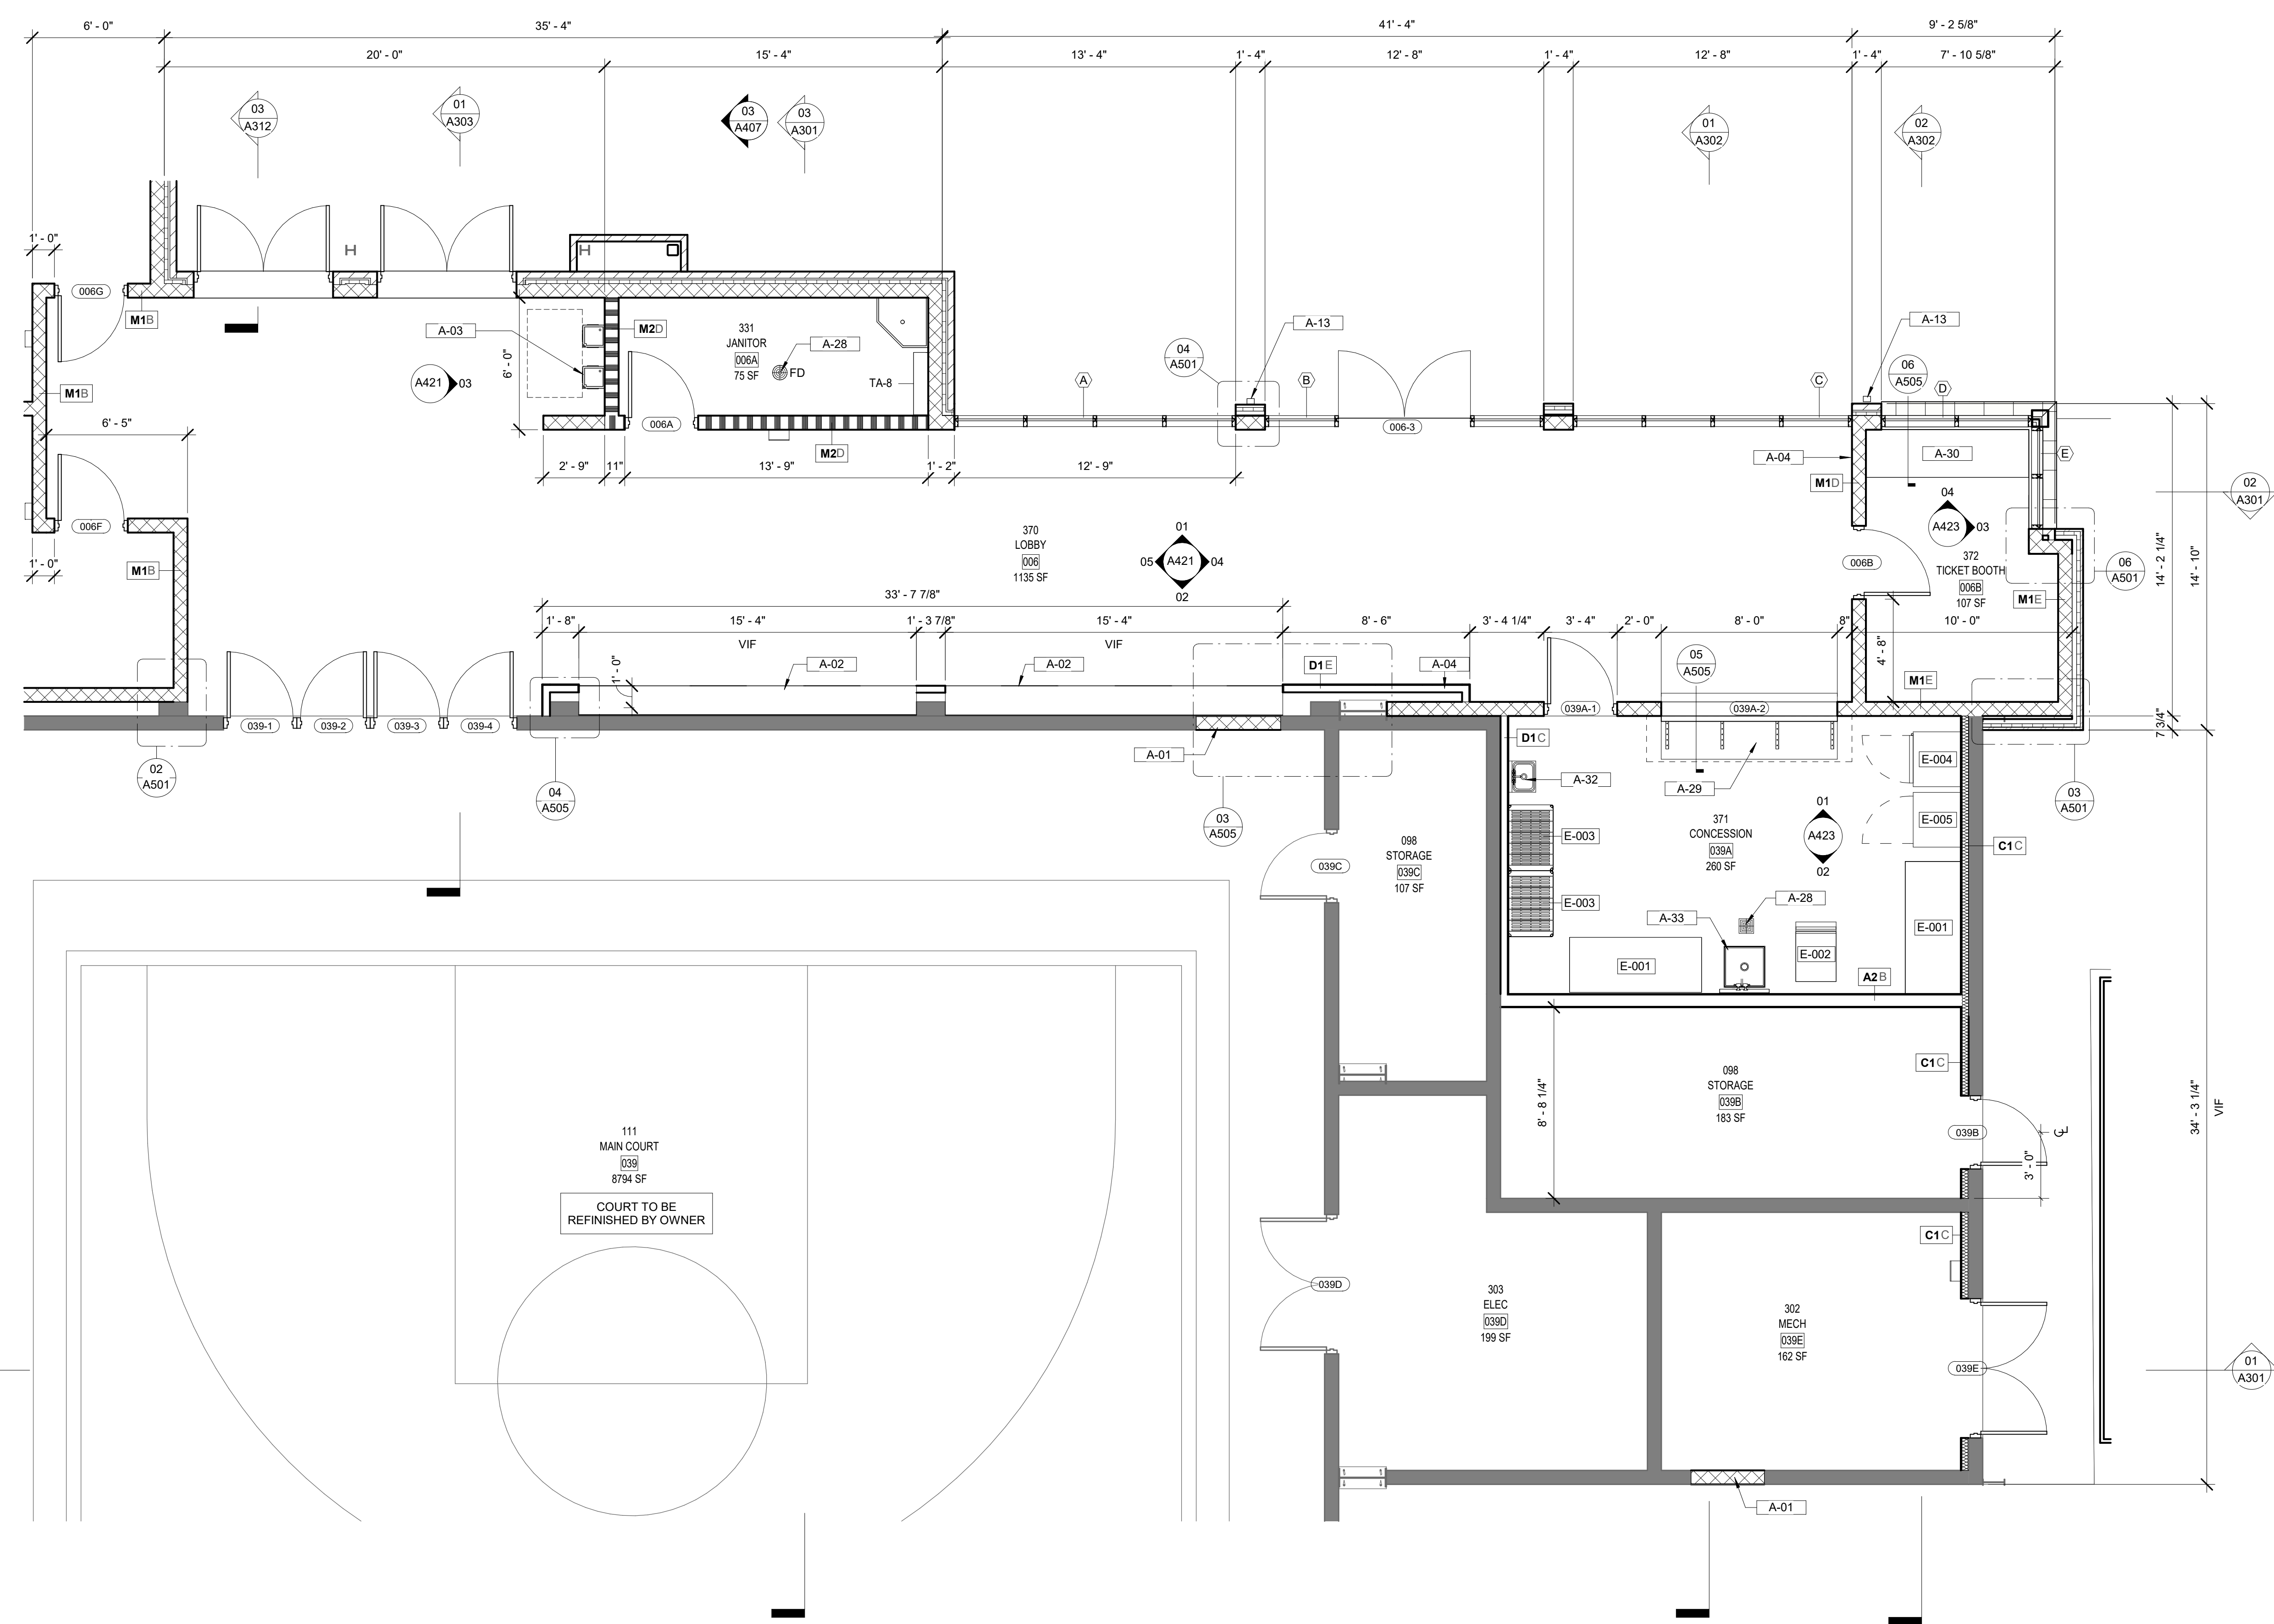 6' - 0"
35' - 4"
41' - 4"
9' - 2 5/8"
20' - 0"
15' - 4"
13' - 4"
1' - 4"
12' - 8"
1' - 4"
12' - 8"
1' - 4"
7' - 10 5/8"
03
A312
01
A303
03
A407
03
A301
01
A302
02
A302
1' - 0"
006G
M1B
H
H
A-03
M2D
331
JANITOR
006A
75 SF
A-28
FD
TA-8
6' - 0"
A421
03
M1B
04
A501
A-13
A-13
06
A505
A
B
C
D
E
006-3
006A
M2D
6' - 5"
2' - 9"
11"
13' - 9"
1' - 2"
12' - 9"
A-04
A-30
M1D
04
A423
03
02
A301
006F
1' - 0"
M1B
370
LOBBY
006
1135 SF
01
05
A421
04
02
006B
372
TICKET BOOTH
006B
107 SF
M1E
06
A501
14' - 2 1/4"
14' - 10"
33' - 7 7/8"
1' - 8"
15' - 4"
VIF
1' - 3 7/8"
15' - 4"
VIF
8' - 6"
3' - 4 1/4"
3' - 4"
2' - 0"
8' - 0"
8"
10' - 0"
4' - 8"
1' - 0"
A-02
A-02
D1E
A-04
05
A505
M1E
039-1
039-2
039-3
039-4
039A-1
039A-2
7 3/4"
02
A501
04
A505
A-01
03
A505
D1C
A-32
A-29
E-004
E-005
03
A501
E-003
E-003
371
CONCESSION
039A
260 SF
01
A423
02
C1C
098
STORAGE
039C
107 SF
039C
A-28
A-33
E-001
E-002
E-001
A2B
C1C
098
STORAGE
039B
183 SF
8' - 8 1/4"
039B
CL
3' - 0"
34' - 3 1/4"
VIF
111
MAIN COURT
039
8794 SF
COURT TO BE
REFINISHED BY OWNER
C1C
039D
303
ELEC
039D
199 SF
302
MECH
039E
162 SF
039E
01
A301
A-01